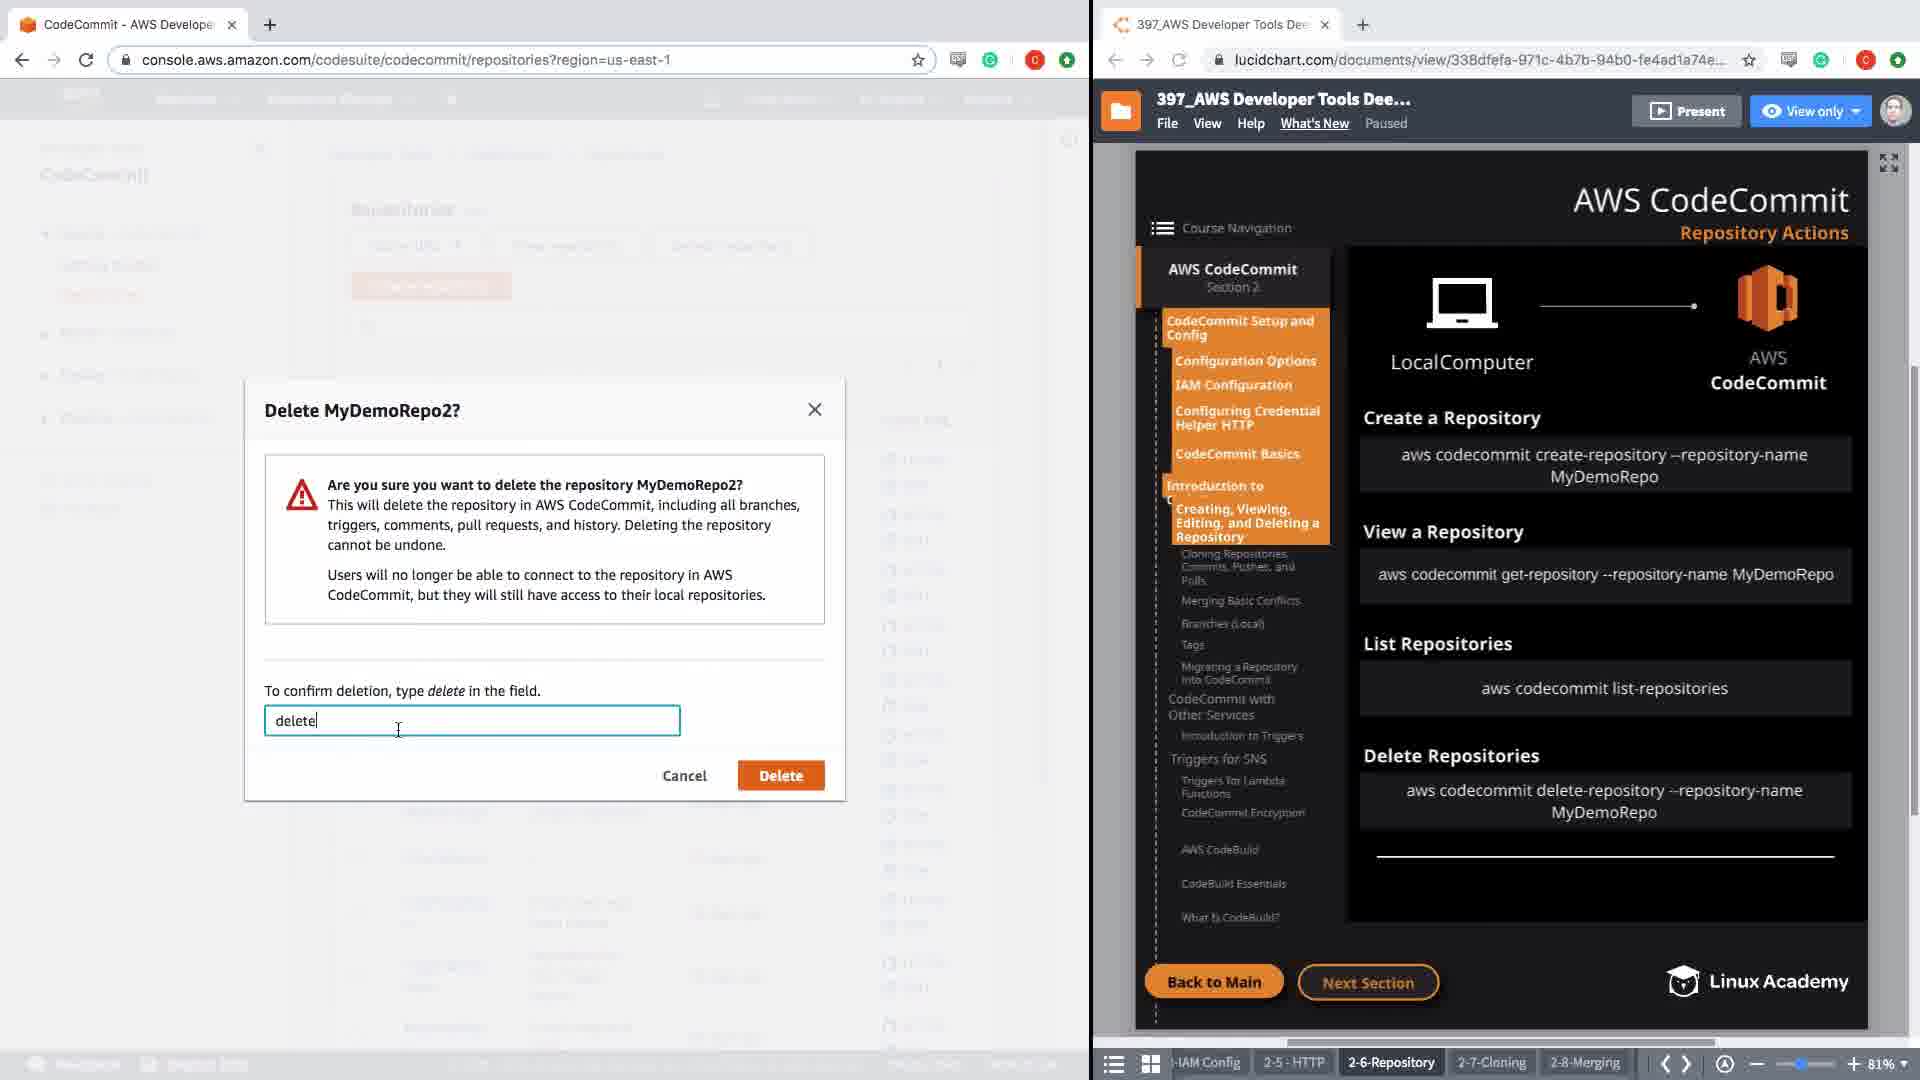 CodeCommit - AWS Develope
console.aws.amazon.com/codesuite/codecommit/repositories?region=us-east-1
CodeCommit
Repositories
Delete MyDemoRepo2?
Are you sure you want to delete the repository MyDemoRepo2?
This will delete the repository in AWS CodeCommit, including all branches,
triggers, comments, pull requests, and history. Deleting the repository
cannot be undone.
Users will no longer be able to connect to the repository in AWS
CodeCommit, but they will still have access to their local repositories.
To confirm deletion, type delete in the field.
delete
Cancel
Delete
397_AWS Developer Tools Dee
lucidchart.com/documents/view/338dfefa-971c-4b7b-94b0-fe4ad1a74e...
397_AWS Developer Tools Dee...
File View Help What's New Paused
Present
View only
AWS CodeCommit
Repository Actions
Course Navigation
AWS CodeCommit
Section 2
CodeCommit Setup and
Config
Configuration Options
IAM Configuration
Configuring Credential
Helper HTTP
CodeCommit Basics
Introduction to
Creating, Viewing,
Editing, and Deleting a
Repository
Cloning Repositories,
Commits, Pushes, and
Pulls
Merging Basic Conflicts
Branches (Local)
Tags
Migrating a Repository
Into CodeCommit
CodeCommit with
Other Services
Introduction to Triggers
Triggers for SNS
Triggers for Lambda
Functions
CodeCommit Encryption
AWS CodeBuild
CodeBuild Essentials
What Is CodeBuild?
LocalComputer
AWS
CodeCommit
Create a Repository
aws codecommit create-repository --repository-name
MyDemoRepo
View a Repository
aws codecommit get-repository --repository-name MyDemoRepo
List Repositories
aws codecommit list-repositories
Delete Repositories
aws codecommit delete-repository --repository-name
MyDemoRepo
Back to Main
Next Section
Linux Academy
-IAM Config
2-5 - HTTP
2-6-Repository
2-7-Cloning
2-8-Merging
81%